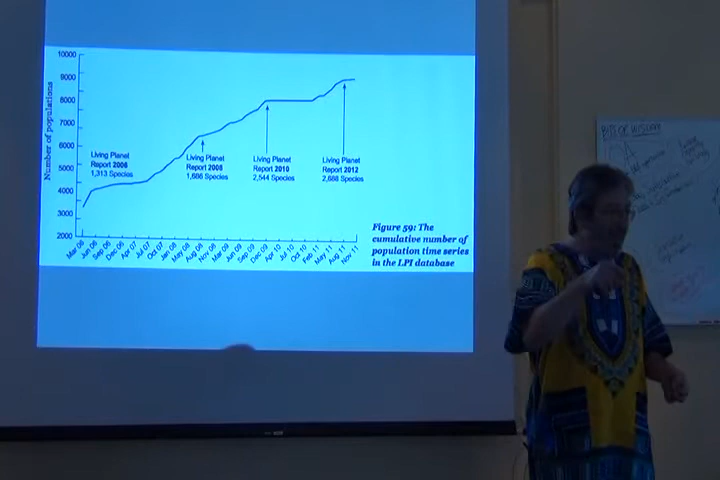 10000
9000
8000
7000
6000
5000
4000
3000
2000
Number of populations
Living Planet
Report 2006
1,313 Species
Living Planet
Report 2008
1,686 Species
Living Planet
Report 2010
2,544 Species
Living Planet
Report 2012
2,688 Species
Mar 06
Jun 06
Sep 06
Dec 06
Apr 07
Jul 07
Oct 07
Jan 08
May 08
Aug 08
Nov 08
Mar 09
Jun 09
Sep 09
Dec 09
Apr 10
Jul 10
Oct 10
Feb 11
May 11
Aug 11
Nov 11
Figure 59: The
cumulative number of
population time series
in the LPI database
BITS OF WISDOM